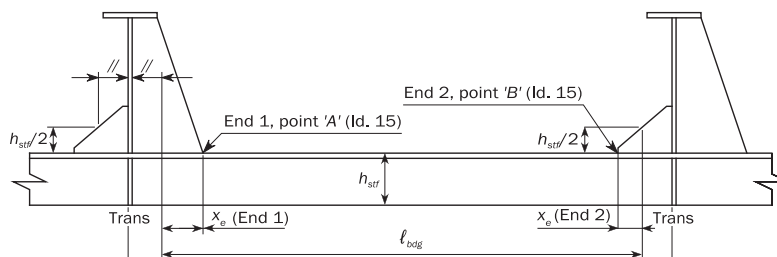 End 2, point 'B' (Id. 15)
End 1, point 'A' (Id. 15)
h_stf/2
h_stf/2
h_stf
Trans
x_e (End 1)
x_e (End 2)
Trans
ℓ_bdg